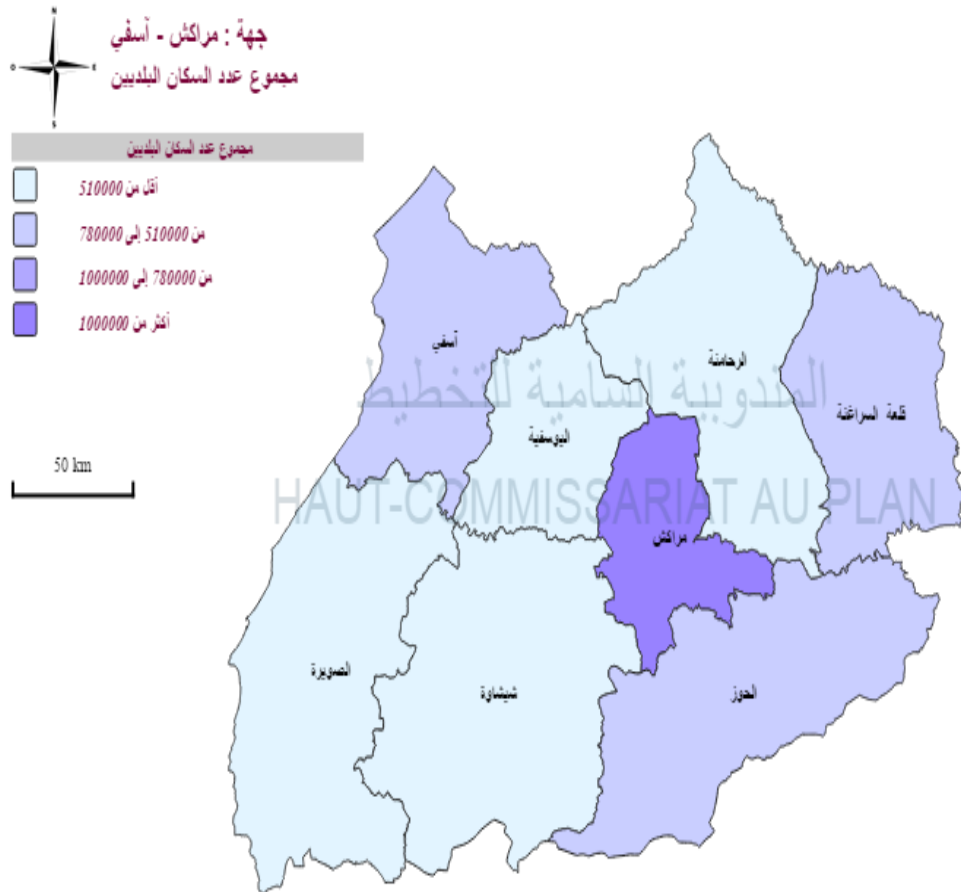 جهة : مراكش - آسفي
مجموع عدد السكان البلديين
N
مجموع عدد السكان البلديين
أقل من 510000
من 510000 إلى 780000
من 780000 إلى 1000000
أكثر من 1000000
50 km
آسفي
الرحامنة
قلعة السراغنة
اليوسفية
المندوبية السامية للتخطيط
HAUT-COMMISSARIAT AU PLAN
مراكش
الصويرة
شيشاوة
الحوز